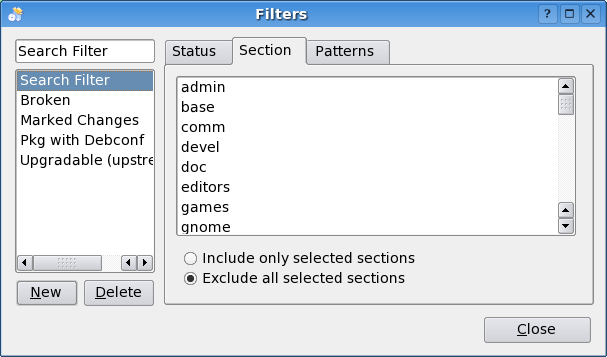 Filters
Search Filter
Search Filter
Broken
Marked Changes
Pkg with Debconf
Upgradable (upstre
New
Delete
Status
Section
Patterns
admin
base
comm
devel
doc
editors
games
gnome
Include only selected sections
Exclude all selected sections
Close